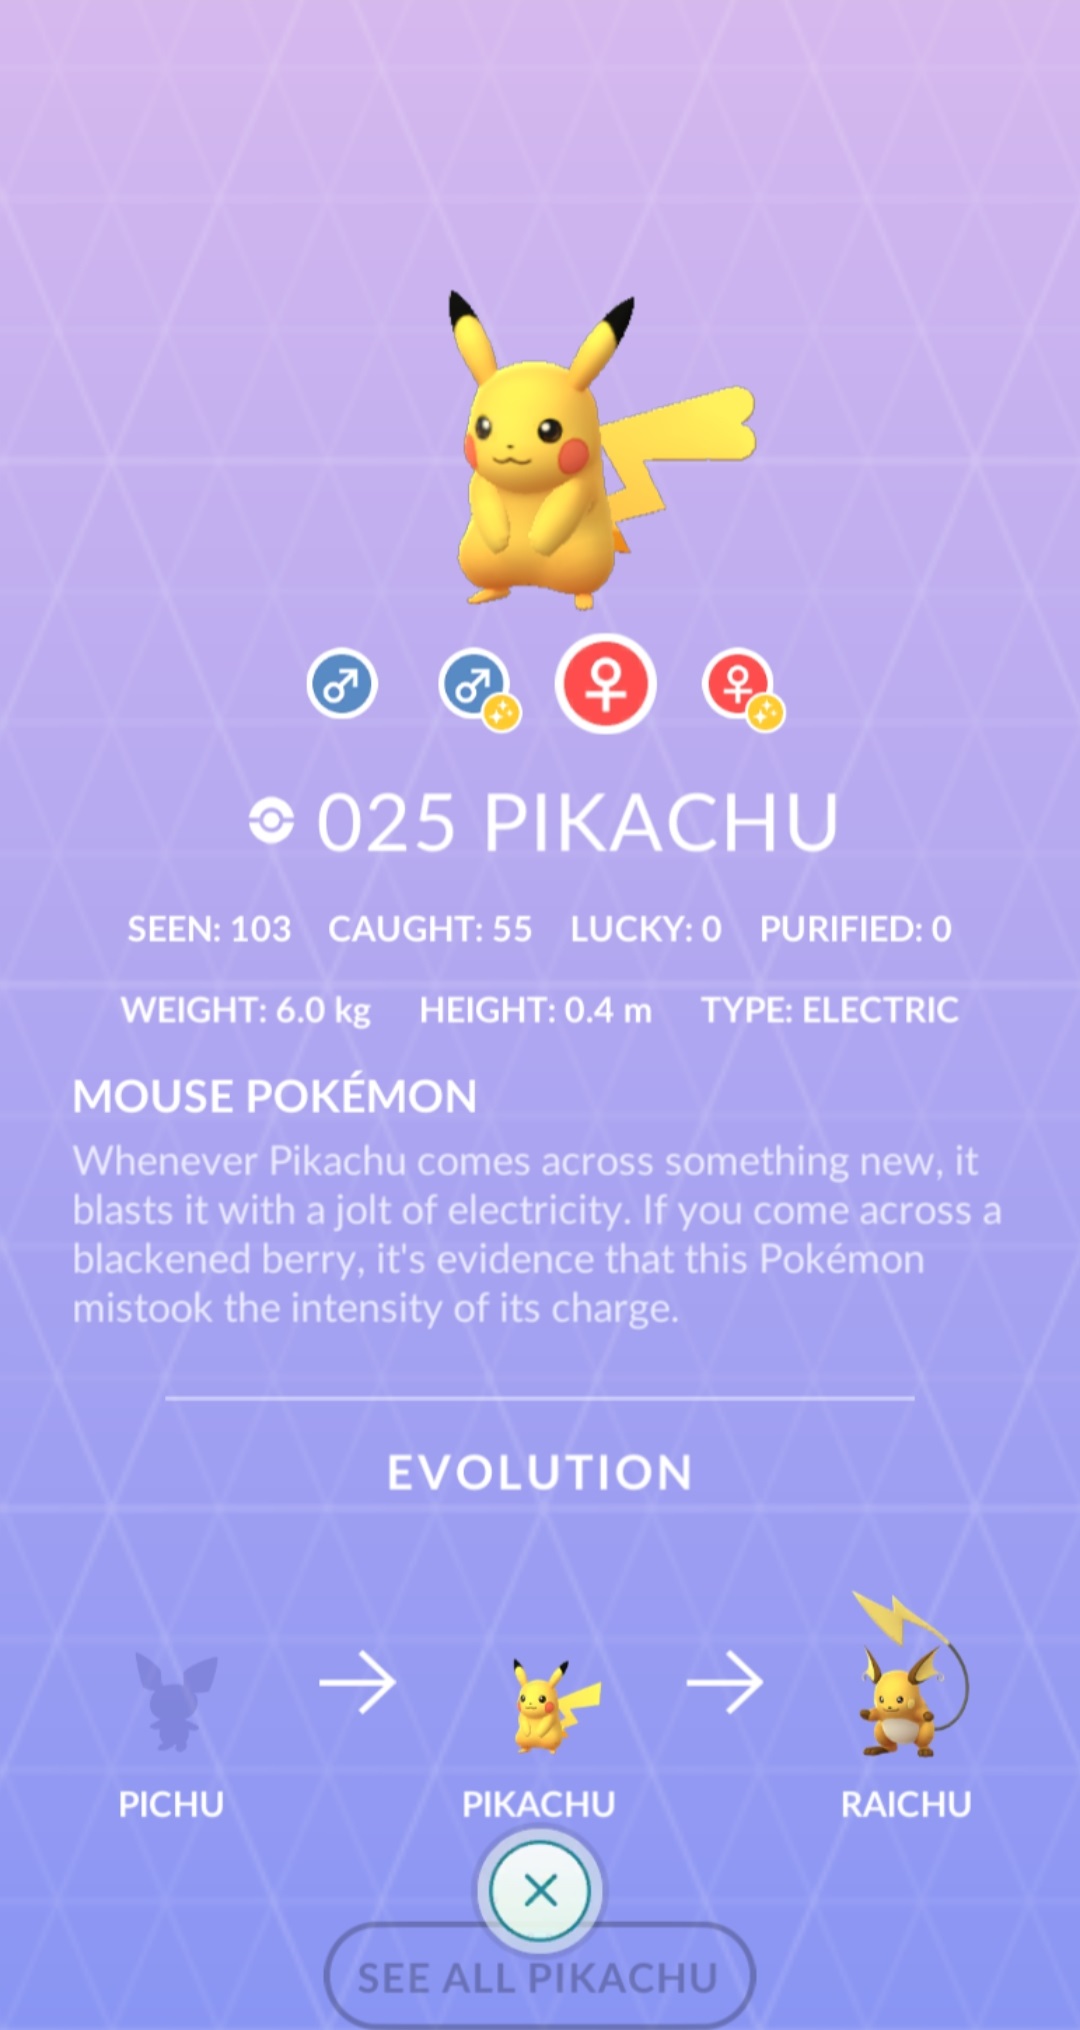 025 PIKACHU
SEEN: 103 CAUGHT: 55 LUCKY: 0 PURIFIED: 0
WEIGHT: 6.0 kg HEIGHT: 0.4 m TYPE: ELECTRIC
MOUSE POKÉMON
Whenever Pikachu comes across something new, it
blasts it with a jolt of electricity. If you come across a
blackened berry, it's evidence that this Pokémon
mistook the intensity of its charge.
EVOLUTION
PICHU PIKACHU RAICHU
SEE ALL PIKACHU